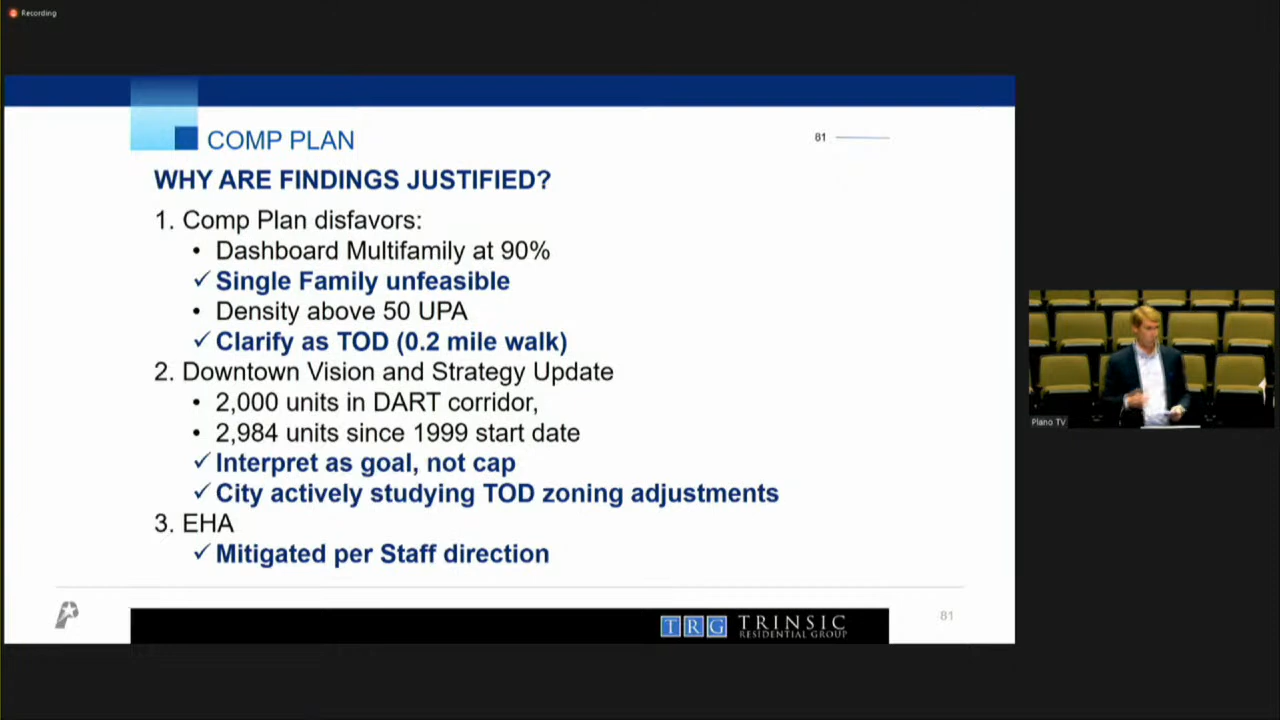 Recording
COMP PLAN
81
WHY ARE FINDINGS JUSTIFIED?
1. Comp Plan disfavors:
• Dashboard Multifamily at 90%
✓ Single Family unfeasible
• Density above 50 UPA
✓ Clarify as TOD (0.2 mile walk)
2. Downtown Vision and Strategy Update
• 2,000 units in DART corridor,
• 2,984 units since 1999 start date
✓ Interpret as goal, not cap
✓ City actively studying TOD zoning adjustments
3. EHA
✓ Mitigated per Staff direction
TRG TRINSIC
RESIDENTIAL GROUP
81
Plano TV